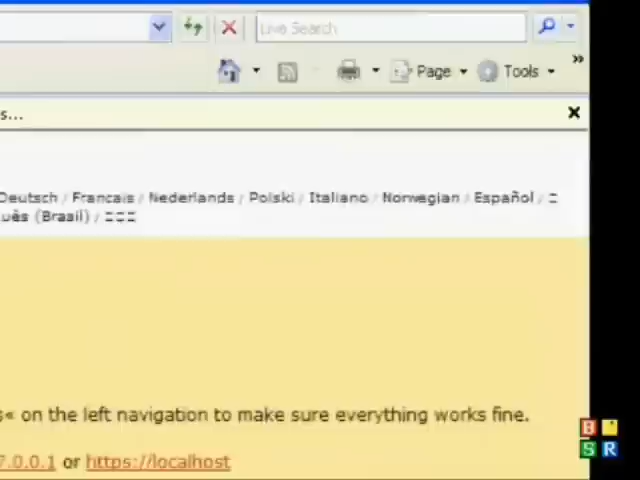 Live Search
Page Tools »
s...
Deutsch / Francais / Nederlands / Polski / Italiano / Norwegian / Español /
uês (Brasil) /
s« on the left navigation to make sure everything works fine.
7.0.0.1 or https://localhost
B
S R